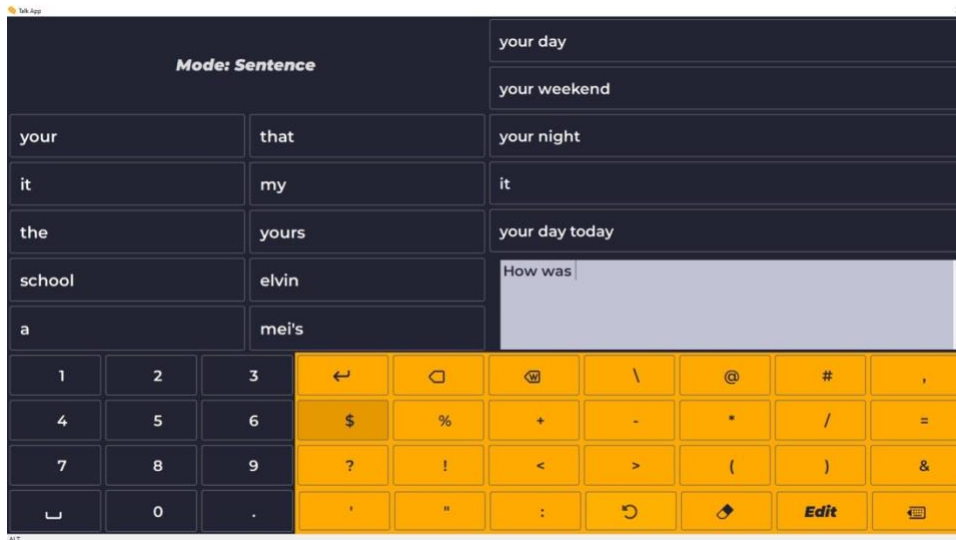 Talk App
Mode: Sentence
your day
your weekend
your that your night
it my it
the yours your day today
school elvin How was
a mei's
1 2 3 \ @ # ,
4 5 6 $ % + - * / =
7 8 9 ? ! < > ( ) &
0 . ' " : Edit